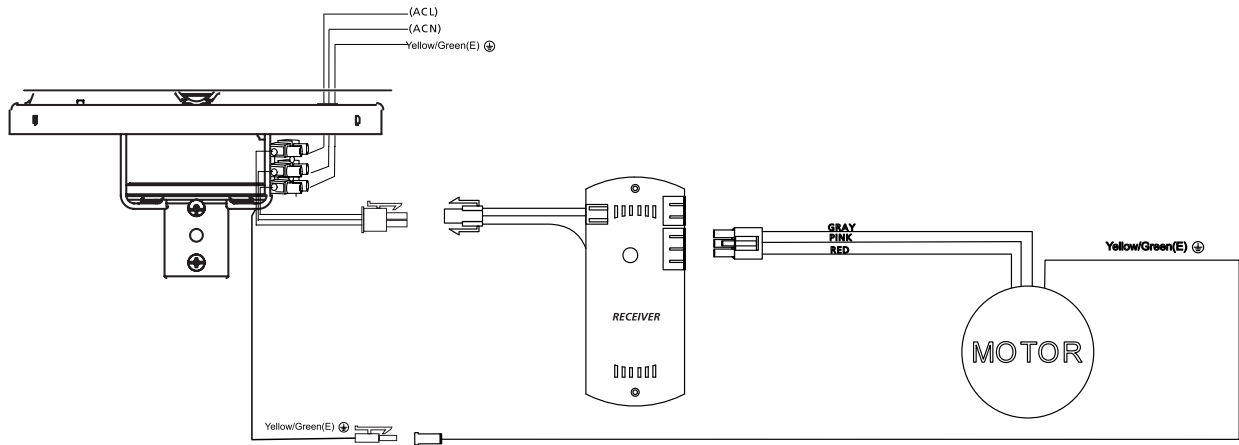 (ACL)
(ACN)
Yellow/Green(E)
GRAY
PINK
RED
Yellow/Green(E)
RECEIVER
MOTOR
Yellow/Green(E)